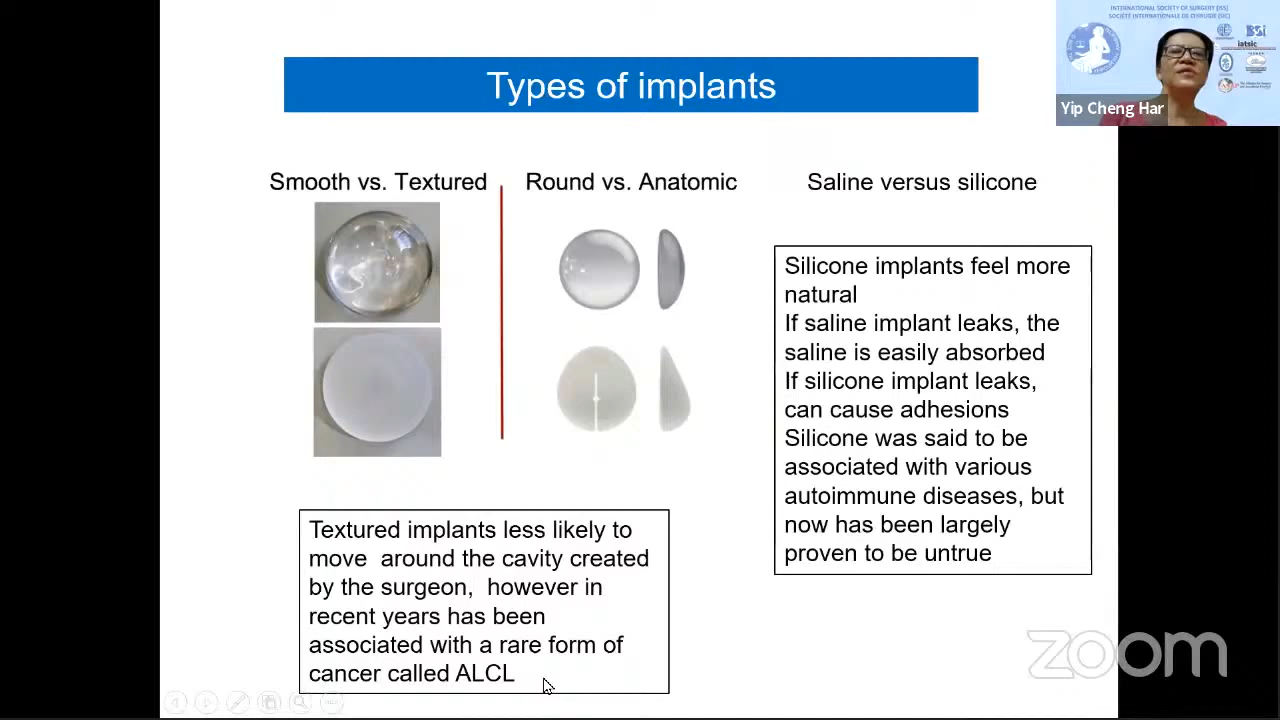 INTERNATIONAL SOCIETY OF SURGERY (ISS)
SOCIÉTÉ INTERNATIONALE DE CHIRURGIE (SIC)
iatsic
Yip Cheng Har
Types of implants
Smooth vs. Textured
Round vs. Anatomic
Saline versus silicone
Silicone implants feel more
natural
If saline implant leaks, the
saline is easily absorbed
If silicone implant leaks,
can cause adhesions
Silicone was said to be
associated with various
autoimmune diseases, but
now has been largely
proven to be untrue
Textured implants less likely to
move around the cavity created
by the surgeon, however in
recent years has been
associated with a rare form of
cancer called ALCL
zoom